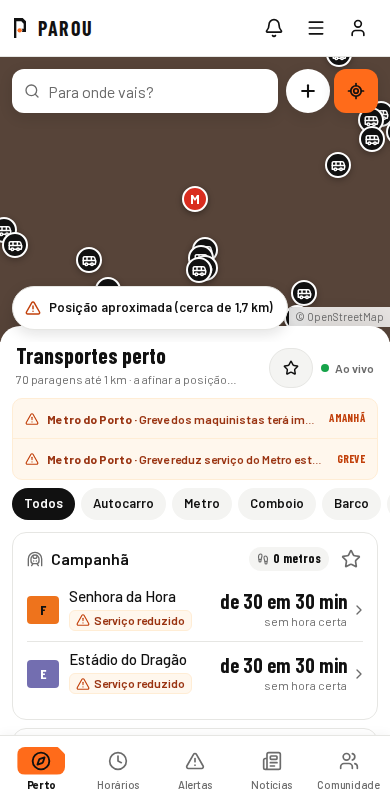 PAROU
Para onde vais?
M
Posição aproximada (cerca de 1,7 km)
© OpenStreetMap
Transportes perto
70 paragens até 1 km · a afinar a posição…
Ao vivo
Metro do Porto · Greve dos maquinistas terá im… AMANHÃ
Metro do Porto · Greve reduz serviço do Metro est… GREVE
Todos Autocarro Metro Comboio Barco
Campanhã 0 metros
F Senhora da Hora de 30 em 30 min
Serviço reduzido sem hora certa
E Estádio do Dragão de 30 em 30 min
Serviço reduzido sem hora certa
Perto Horários Alertas Notícias Comunidade